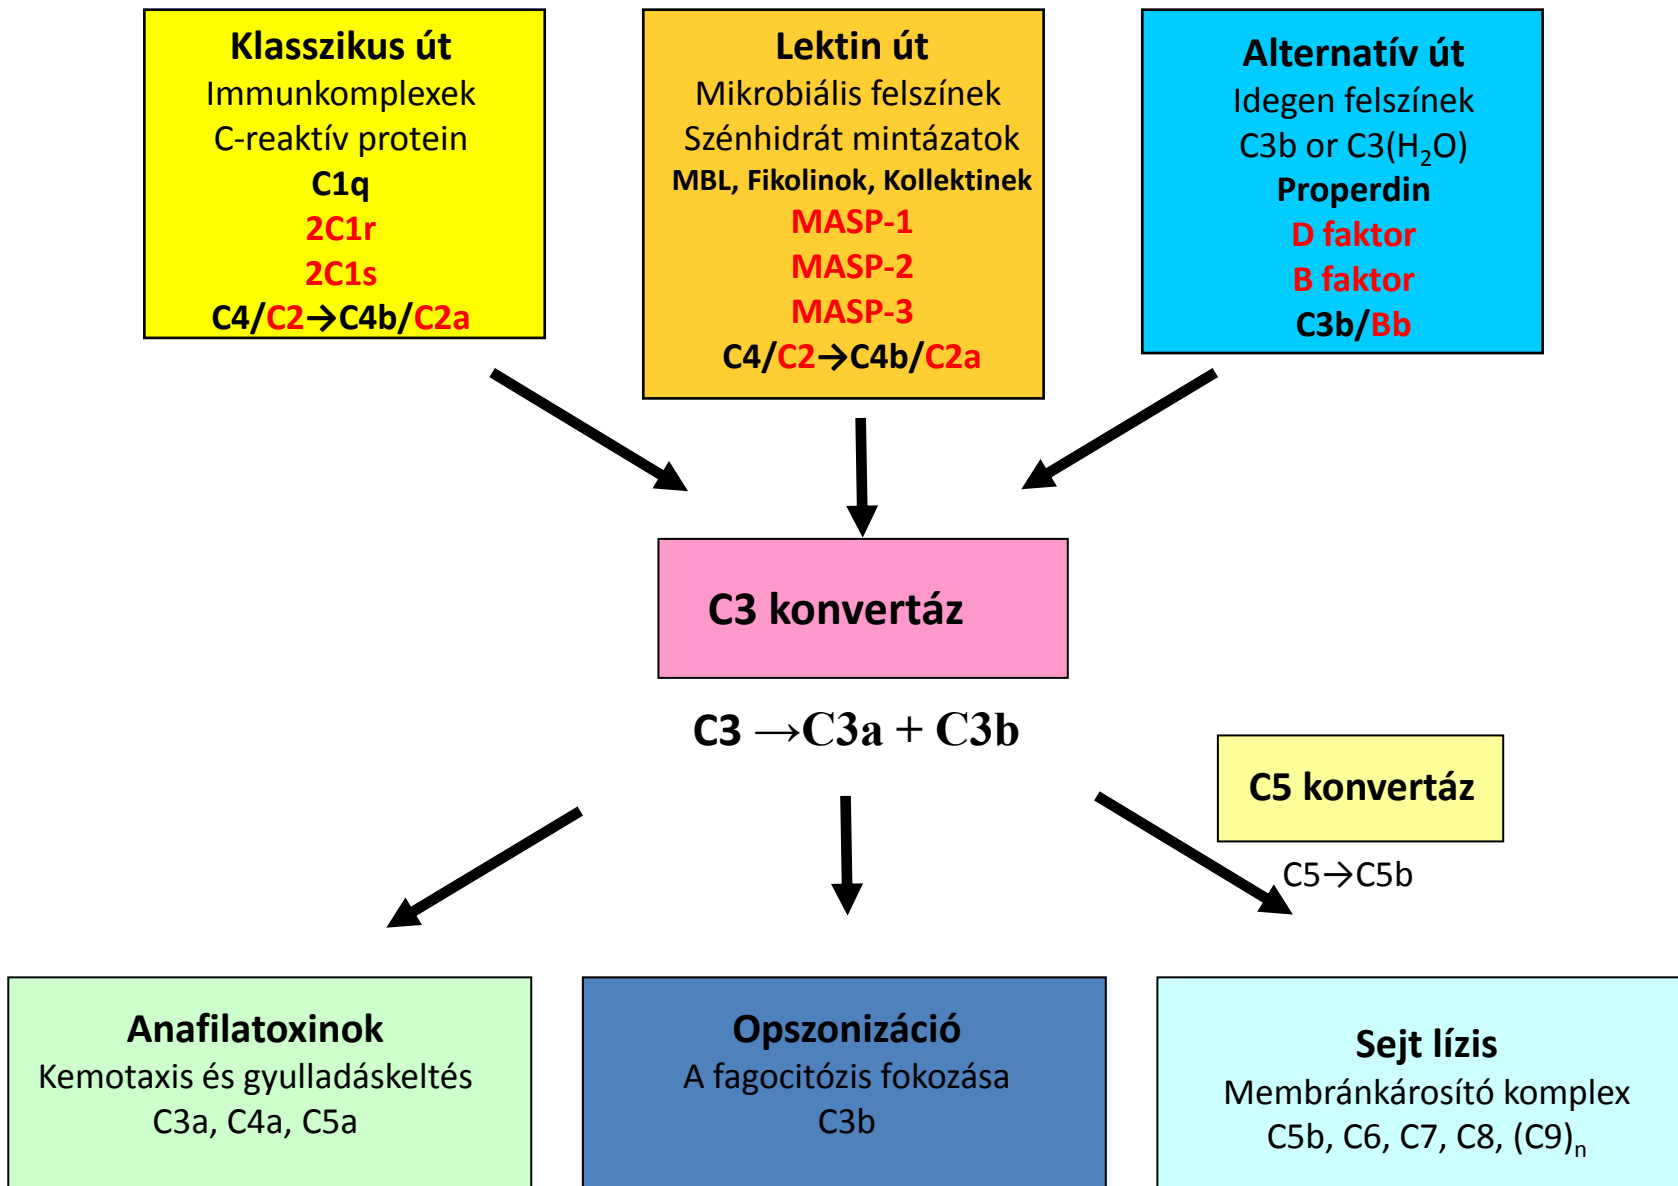 Klasszikus út
Immunkomplexek
C-reaktív protein
C1q
2C1r
2C1s
C4/C2→C4b/C2a
Lektin út
Mikrobiális felszínek
Szénhidrát mintázatok
MBL, Fikolinok, Kollektinek
MASP-1
MASP-2
MASP-3
C4/C2→C4b/C2a
Alternatív út
Idegen felszínek
C3b or C3(H₂O)
Properdin
D faktor
B faktor
C3b/Bb
C3 konvertáz
C3 →C3a + C3b
C5 konvertáz
C5→C5b
Anafilatoxinok
Kemotaxis és gyulladáskeltés
C3a, C4a, C5a
Opszonizáció
A fagocitózis fokozása
C3b
Sejt lízis
Membránkárosító komplex
C5b, C6, C7, C8, (C9)ₙ